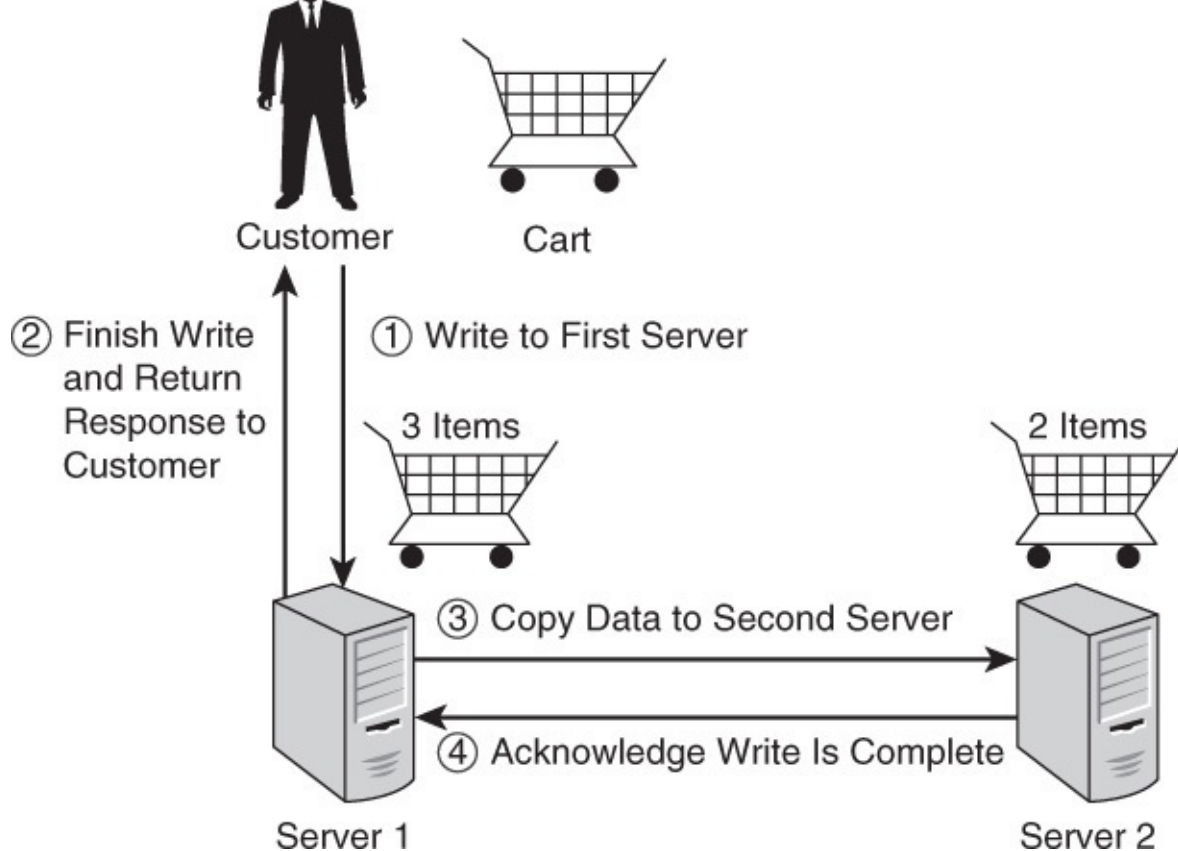 Customer
Cart
② Finish Write
and Return
Response to
Customer
① Write to First Server
3 Items
2 Items
③ Copy Data to Second Server
④ Acknowledge Write Is Complete
Server 1
Server 2